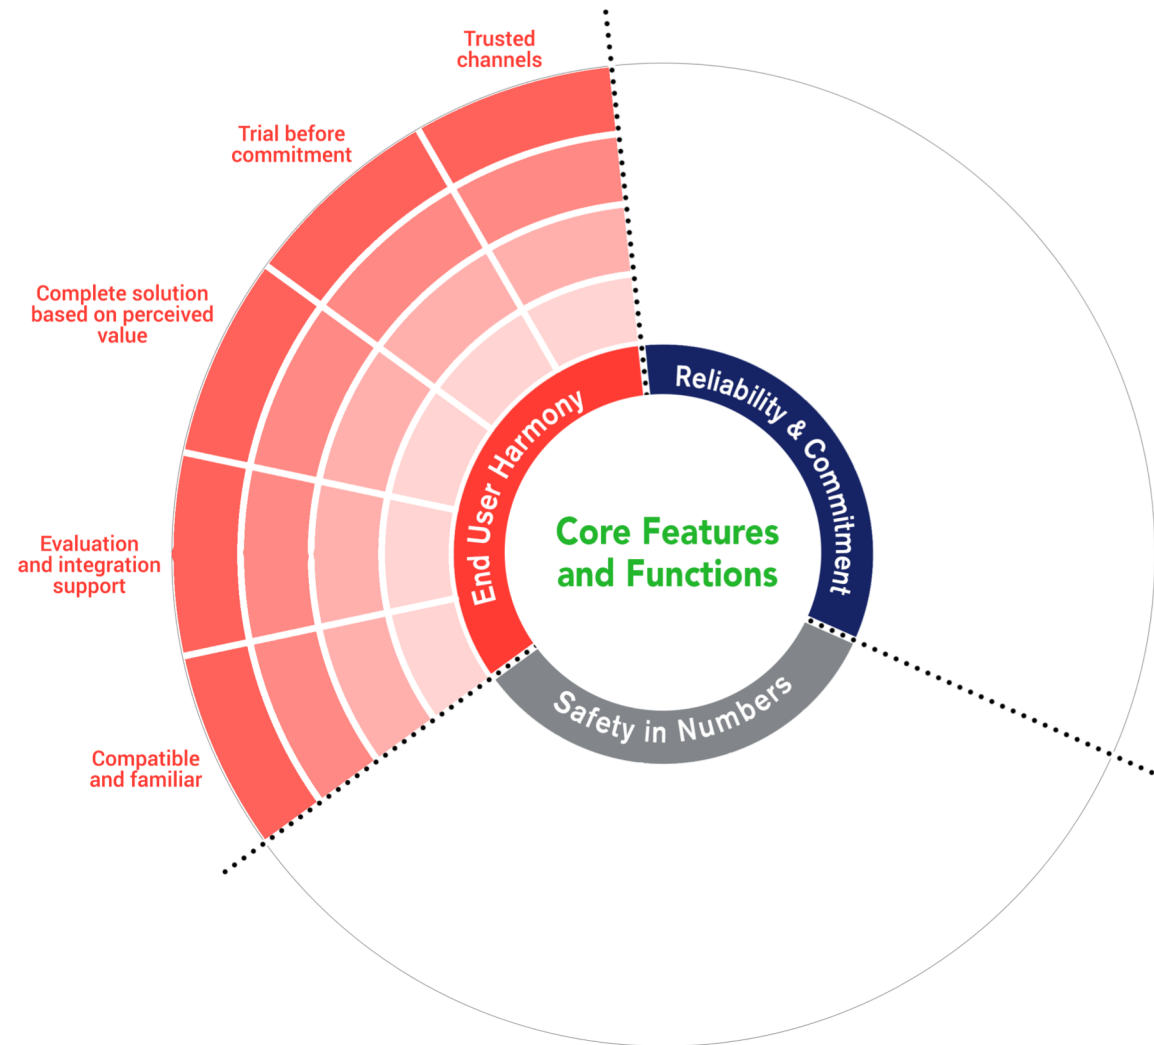 Trusted
channels
Trial before
commitment
Complete solution
based on perceived
value
Evaluation
and integration
support
Compatible
and familiar
End User Harmony
Reliability & Commitment
Safety in Numbers
Core Features
and Functions